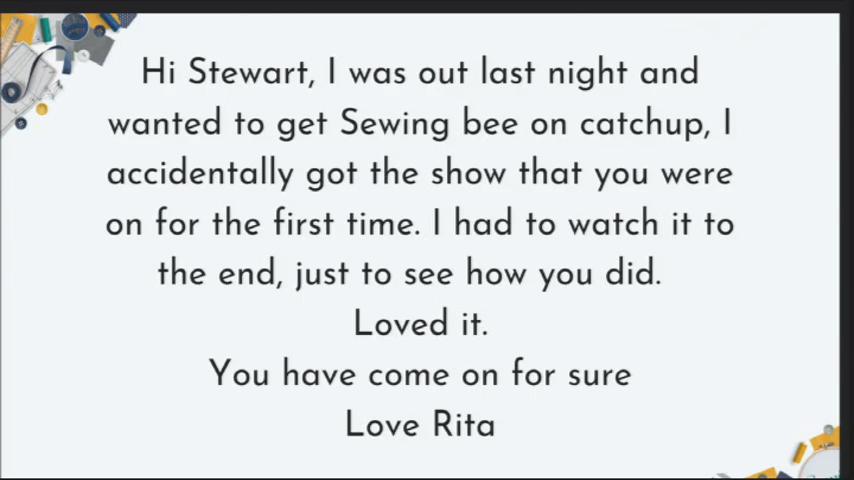 Hi Stewart, I was out last night and
wanted to get Sewing bee on catchup, I
accidentally got the show that you were
on for the first time. I had to watch it to
the end, just to see how you did.
Loved it.
You have come on for sure
Love Rita